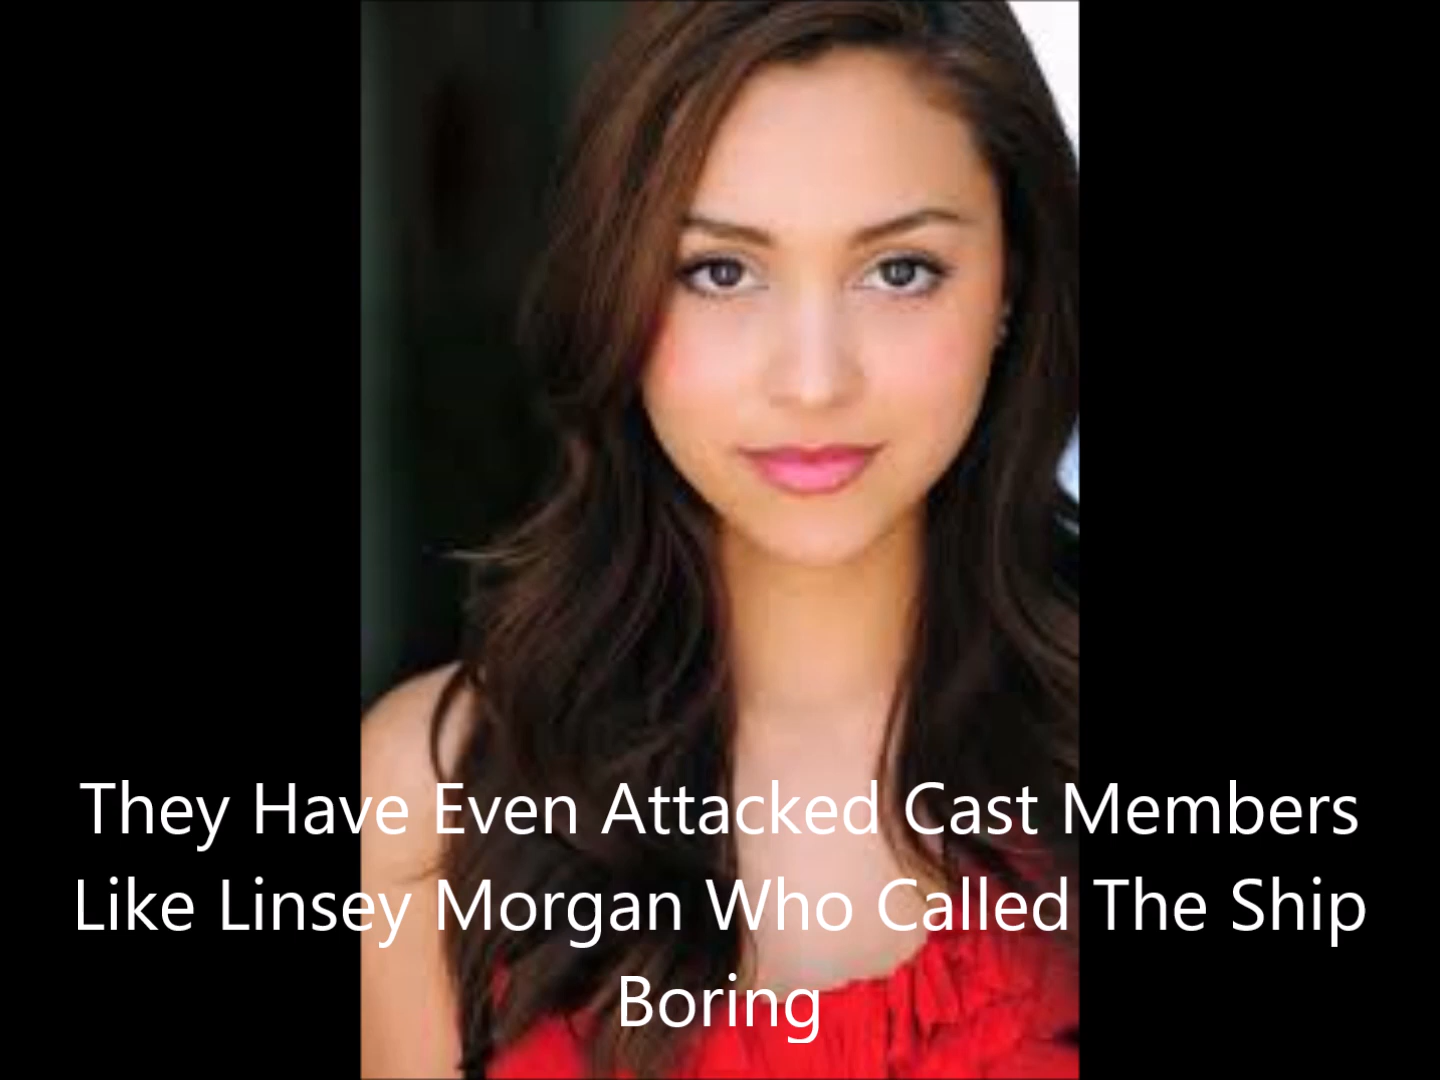 They Have Even Attacked Cast Members
Like Linsey Morgan Who Called The Ship
Boring